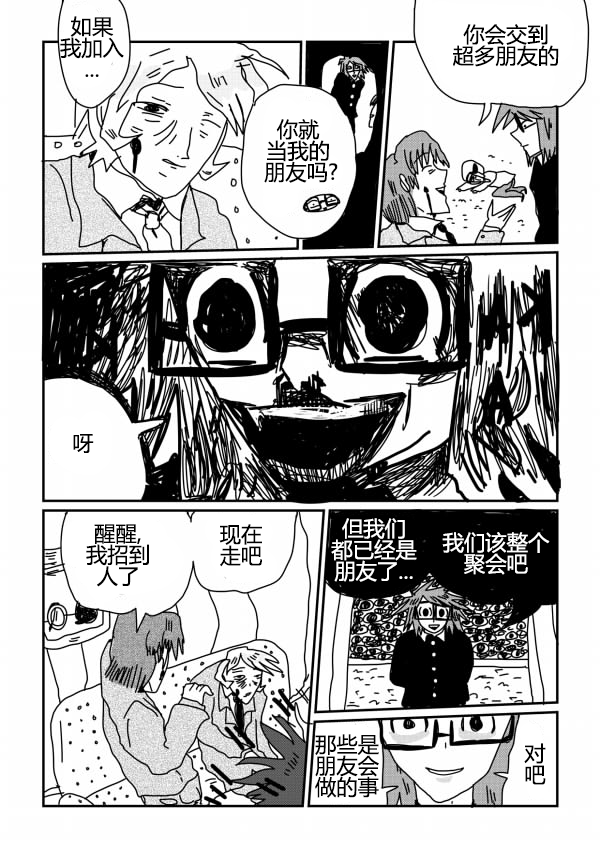 你会交到
超多朋友的
如果
我加入
...
你就
当我的
朋友吗?
呀
我们该整个
聚会吧
但我们
都已经是
朋友了...
对
吧
那些是
朋友会
做的事
现在
走吧
醒醒,
我招到
人了